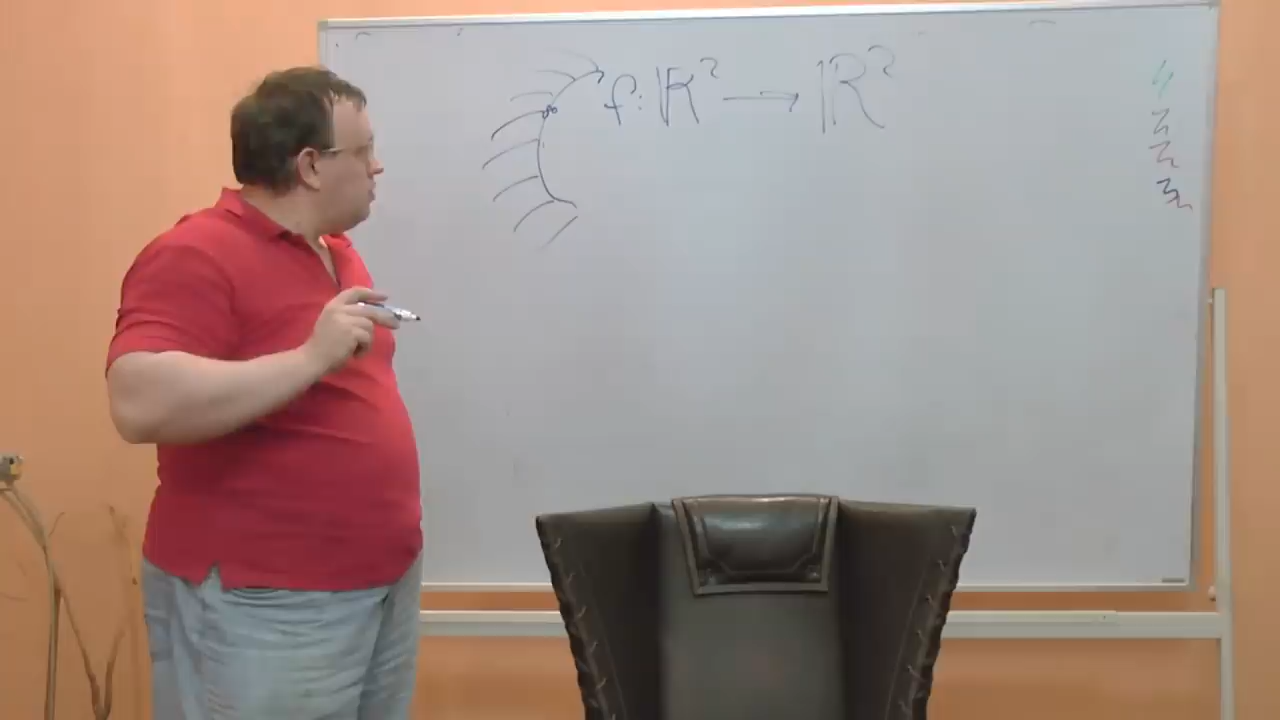 f: ℝ² ⟶ ℝ²